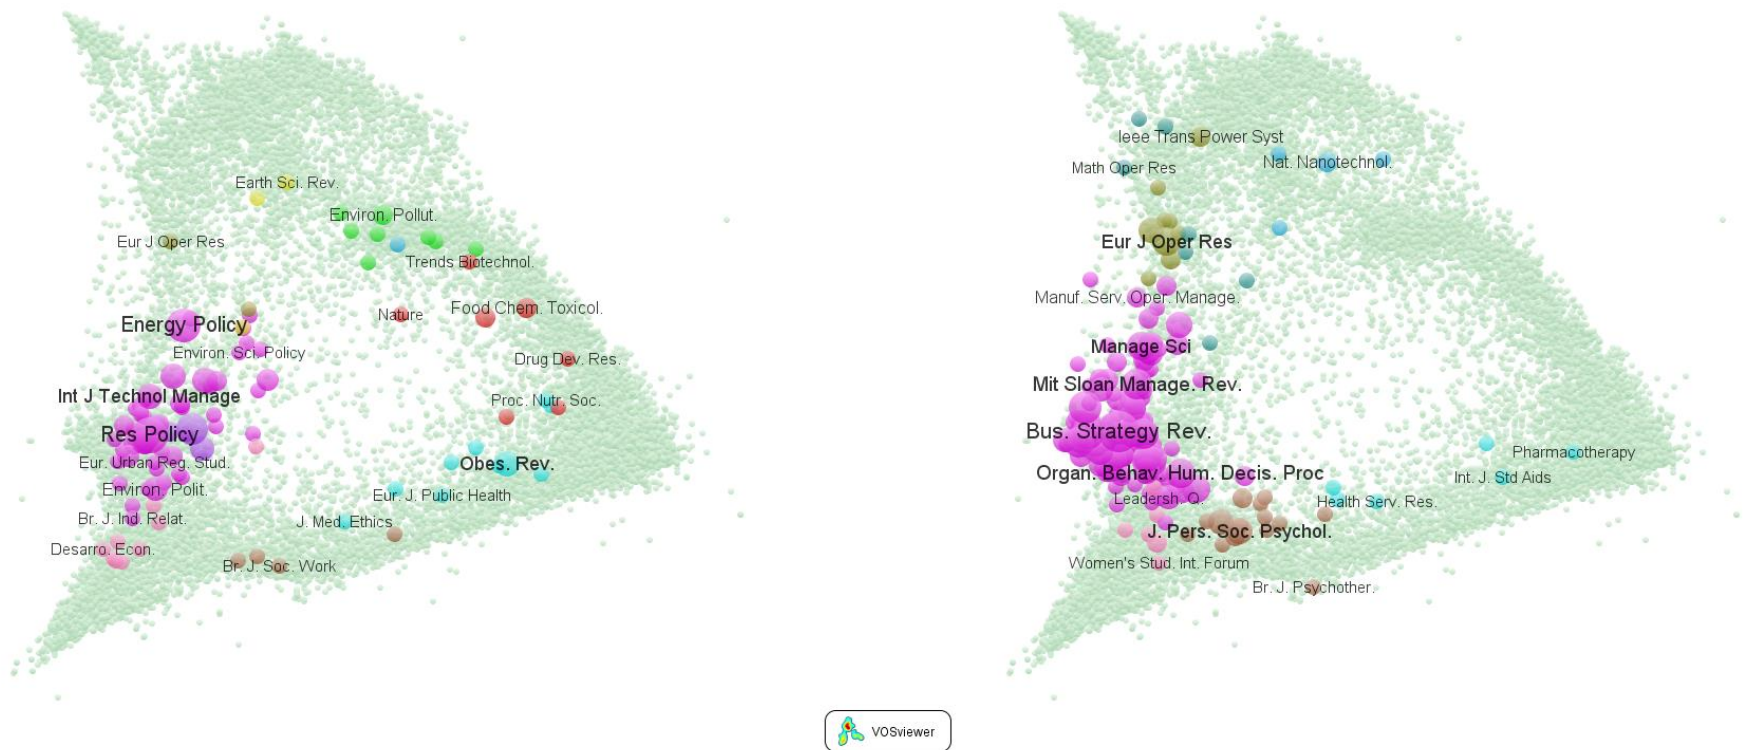 Earth Sci. Rev.
Environ. Pollut.
Eur J Oper Res
Trends Biotechnol.
Food Chem. Toxicol.
Nature
Energy Policy
Environ. Sci. Policy
Drug Dev. Res.
Int J Technol Manage
Proc. Nutr. Soc.
Res Policy
Eur. Urban Reg. Stud.
Obes. Rev.
Environ. Polit.
Eur. J. Public Health
Br. J. Ind. Relat.
J. Med. Ethics
Desarro. Econ.
Br. J. Soc. Work
Ieee Trans Power Syst
Math Oper Res
Nat. Nanotechnol.
Eur J Oper Res
Manuf. Serv. Oper. Manage.
Manage Sci
Mit Sloan Manage. Rev.
Bus. Strategy Rev.
Pharmacotherapy
Organ. Behav. Hum. Decis. Proc
Int. J. Std Aids
Leadersh. Q.
Health Serv. Res.
J. Pers. Soc. Psychol.
Women's Stud. Int. Forum
Br. J. Psychother.
VOSviewer